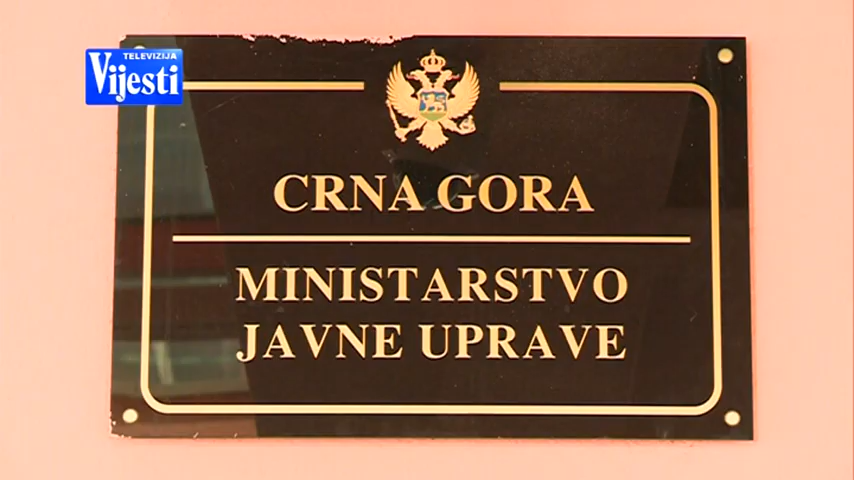 TELEVIZIJA
Vijesti
CRNA GORA
MINISTARSTVO
JAVNE UPRAVE